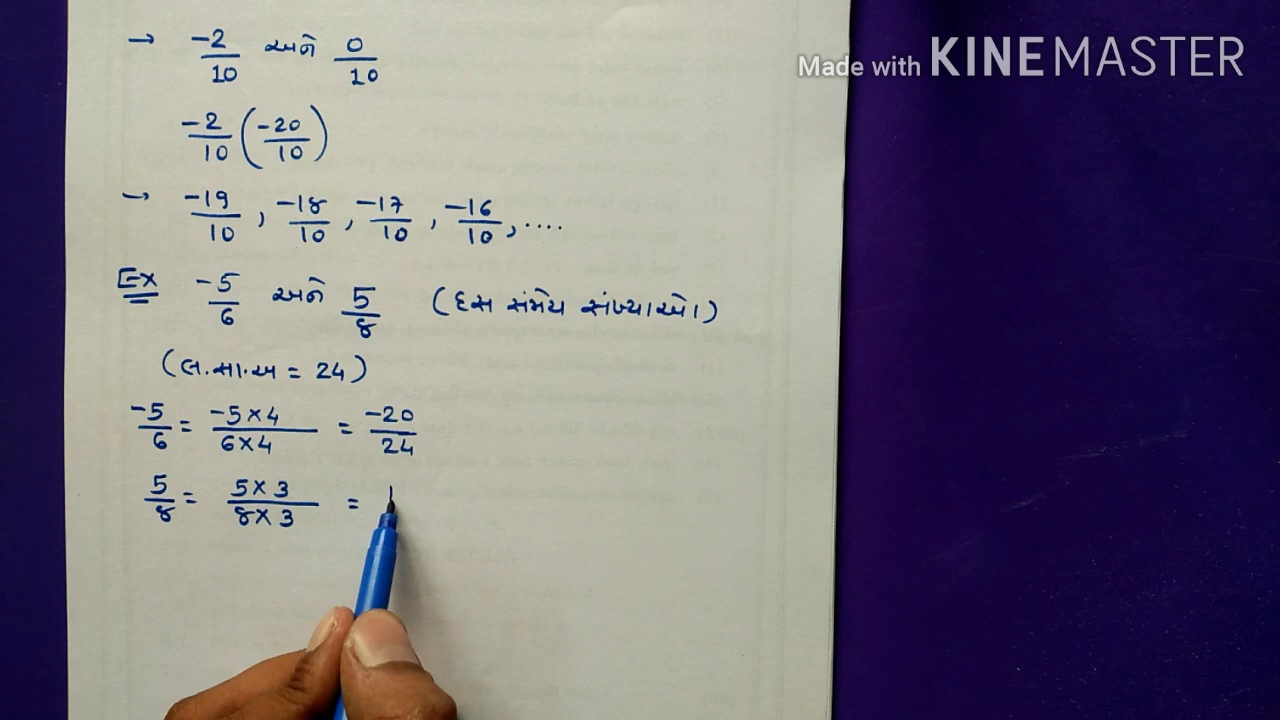 → -2/10 અને 0/10
-2/10 (-20/10)
→ -19/10, -18/10, -17/10, -16/10, ....
Ex -5/6 અને 5/8 (દસ સંમેય સંખ્યાઓ)
(લ.સા.અ = 24)
-5/6 = -5×4/6×4 = -20/24
5/8 = 5×3/8×3 = 1
Made with KINEMASTER